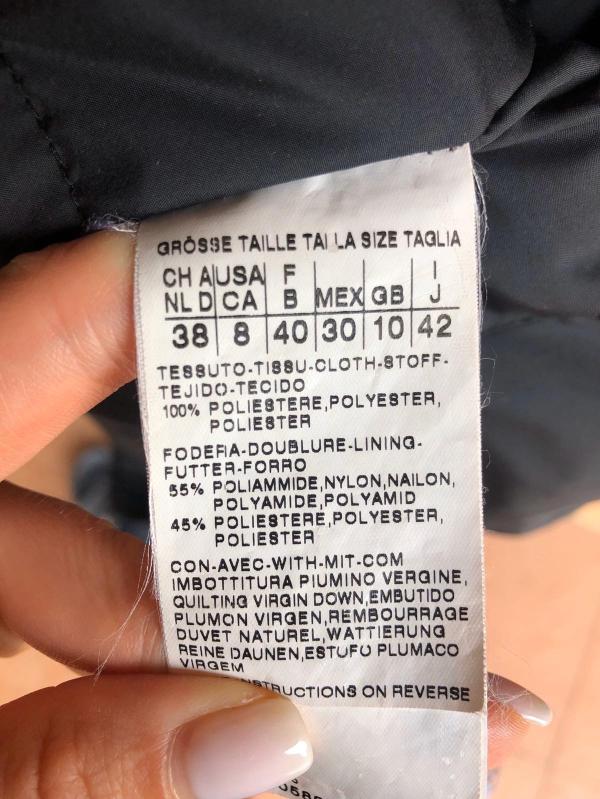 GRÖSSE TAILLE TALLA SIZE TAGLIA
CH A USA F I
NL D CA B MEX GB J
38 8 40 30 10 42
TESSUTO-TISSU-CLOTH-STOFF-
TEJIDO-TECIDO
100% POLIESTERE,POLYESTER,
POLIESTER
FODERA-DOUBLURE-LINING-
FUTTER-FORRO
55% POLIAMMIDE,NYLON,NAILON,
POLYAMIDE,POLYAMID
45% POLIESTERE,POLYESTER,
POLIESTER
CON-AVEC-WITH-MIT-COM
IMBOTTITURA PIUMINO VERGINE,
QUILTING VIRGIN DOWN,EMBUTIDO
PLUMON VIRGEN,REMBOURRAGE
DUVET NATUREL,WATTIERUNG
REINE DAUNEN,ESTUFO PLUMACO
VIRGEM
INSTRUCTIONS ON REVERSE